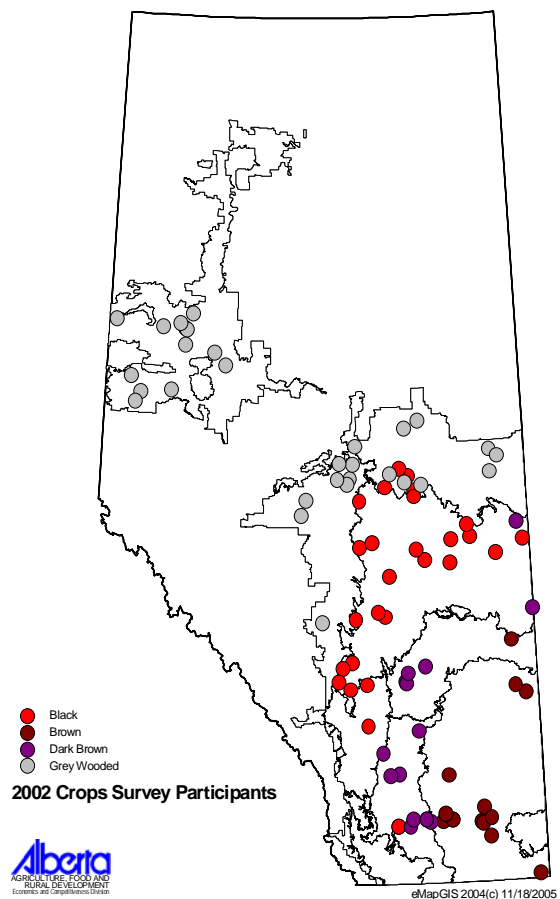 Black
Brown
Dark Brown
Grey Wooded
2002 Crops Survey Participants
Alberta
AGRICULTURE, FOOD AND
RURAL DEVELOPMENT
Economics and Competitiveness Division
eMapGIS 2004(c) 11/18/2005